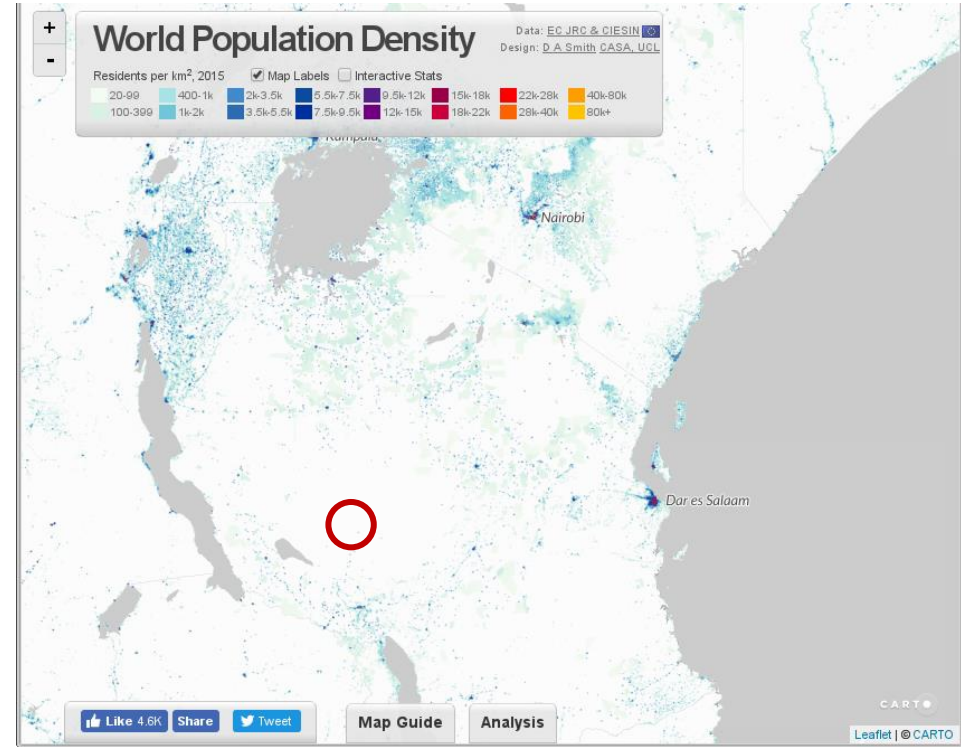 +
-
World Population Density
Data: EC JRC & CIESIN
Design: D A Smith CASA, UCL
Residents per km², 2015
Map Labels
Interactive Stats
20-99 400-1k 2k-3.5k 5.5k-7.5k 9.5k-12k 15k-18k 22k-28k 40k-80k
100-399 1k-2k 3.5k-5.5k 7.5k-9.5k 12k-15k 18k-22k 28k-40k 80k+
Kampala
Nairobi
Dar es Salaam
CARTO
Like 4.6K Share Tweet
Map Guide
Analysis
Leaflet | © CARTO